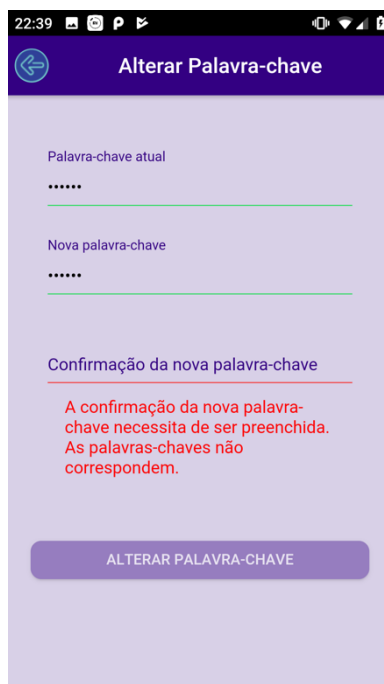 22:39
Alterar Palavra-chave
Palavra-chave atual
••••••
Nova palavra-chave
••••••
Confirmação da nova palavra-chave
A confirmação da nova palavra-
chave necessita de ser preenchida.
As palavras-chaves não
correspondem.
ALTERAR PALAVRA-CHAVE